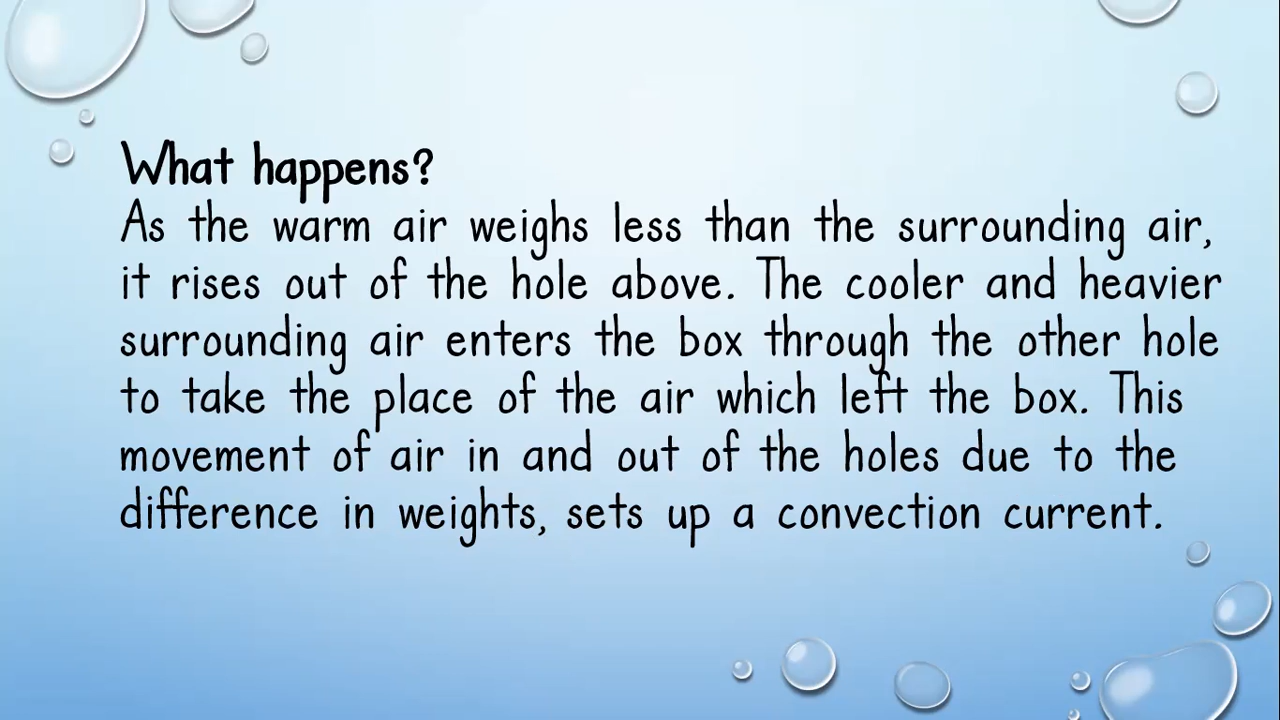 What happens?
As the warm air weighs less than the surrounding air,
it rises out of the hole above. The cooler and heavier
surrounding air enters the box through the other hole
to take the place of the air which left the box. This
movement of air in and out of the holes due to the
difference in weights, sets up a convection current.